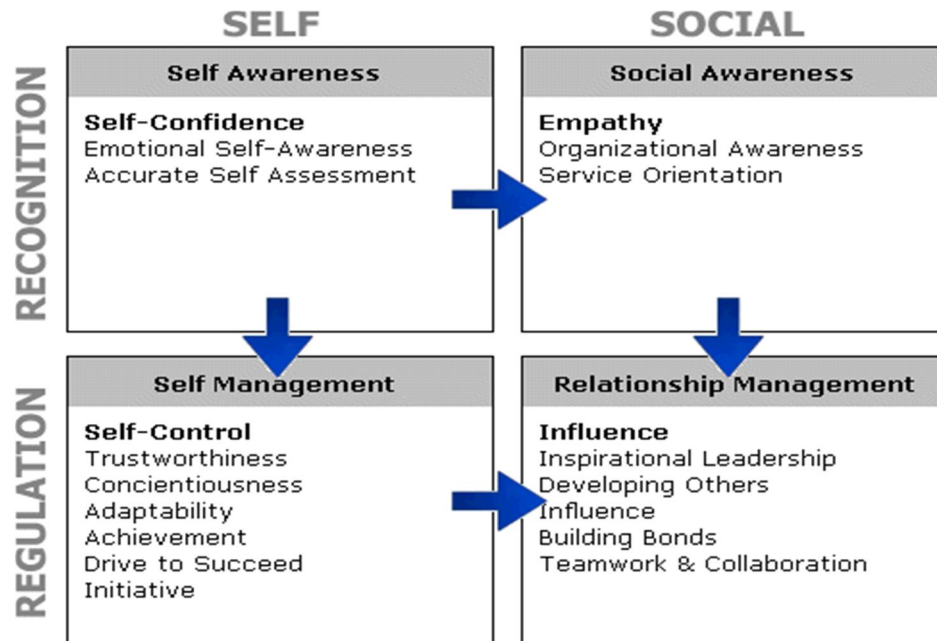 SELF
SOCIAL
RECOGNITION
Self Awareness
Self-Confidence
Emotional Self-Awareness
Accurate Self Assessment
Social Awareness
Empathy
Organizational Awareness
Service Orientation
REGULATION
Self Management
Self-Control
Trustworthiness
Concientiousness
Adaptability
Achievement
Drive to Succeed
Initiative
Relationship Management
Influence
Inspirational Leadership
Developing Others
Influence
Building Bonds
Teamwork & Collaboration